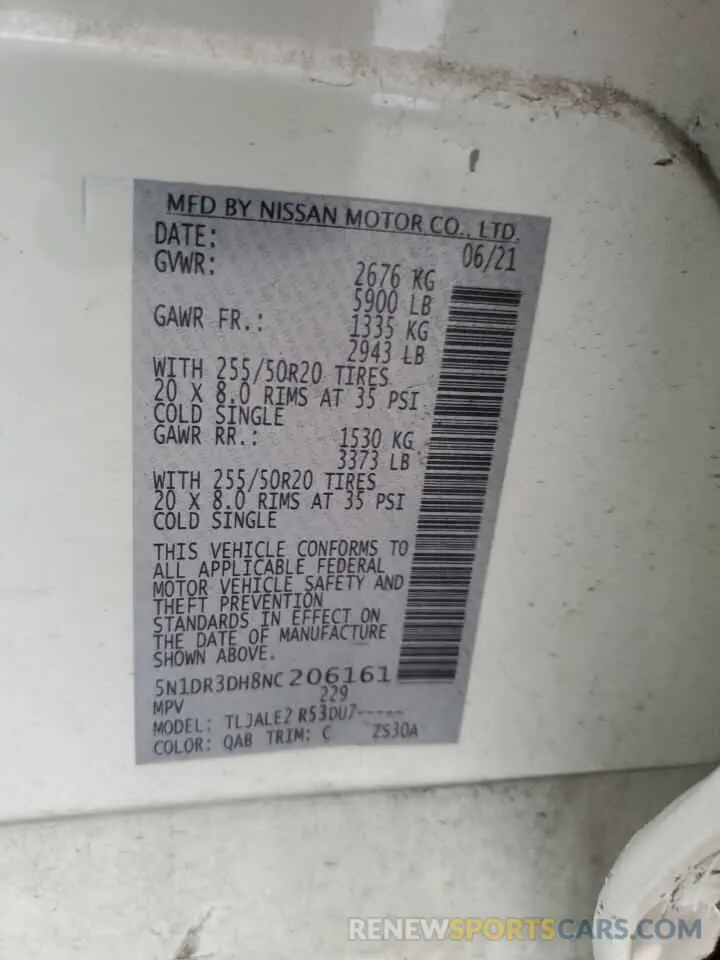 MFD BY NISSAN MOTOR CO., LTD.
DATE: 06/21
GVWR: 2676 KG
5900 LB
GAWR FR.: 1335 KG
2943 LB
WITH 255/50R20 TIRES
20 X 8.0 RIMS AT 35 PSI
COLD SINGLE
GAWR RR.: 1530 KG
3373 LB
WITH 255/50R20 TIRES
20 X 8.0 RIMS AT 35 PSI
COLD SINGLE
THIS VEHICLE CONFORMS TO
ALL APPLICABLE FEDERAL
MOTOR VEHICLE SAFETY AND
THEFT PREVENTION
STANDARDS IN EFFECT ON
THE DATE OF MANUFACTURE
SHOWN ABOVE.
5N1DR3DH8NC206161
MPV 229
MODEL: TLJALE2 R53DU7-----
COLOR: QAB TRIM: C ZS30A
RENEWSPORTSCARS.COM